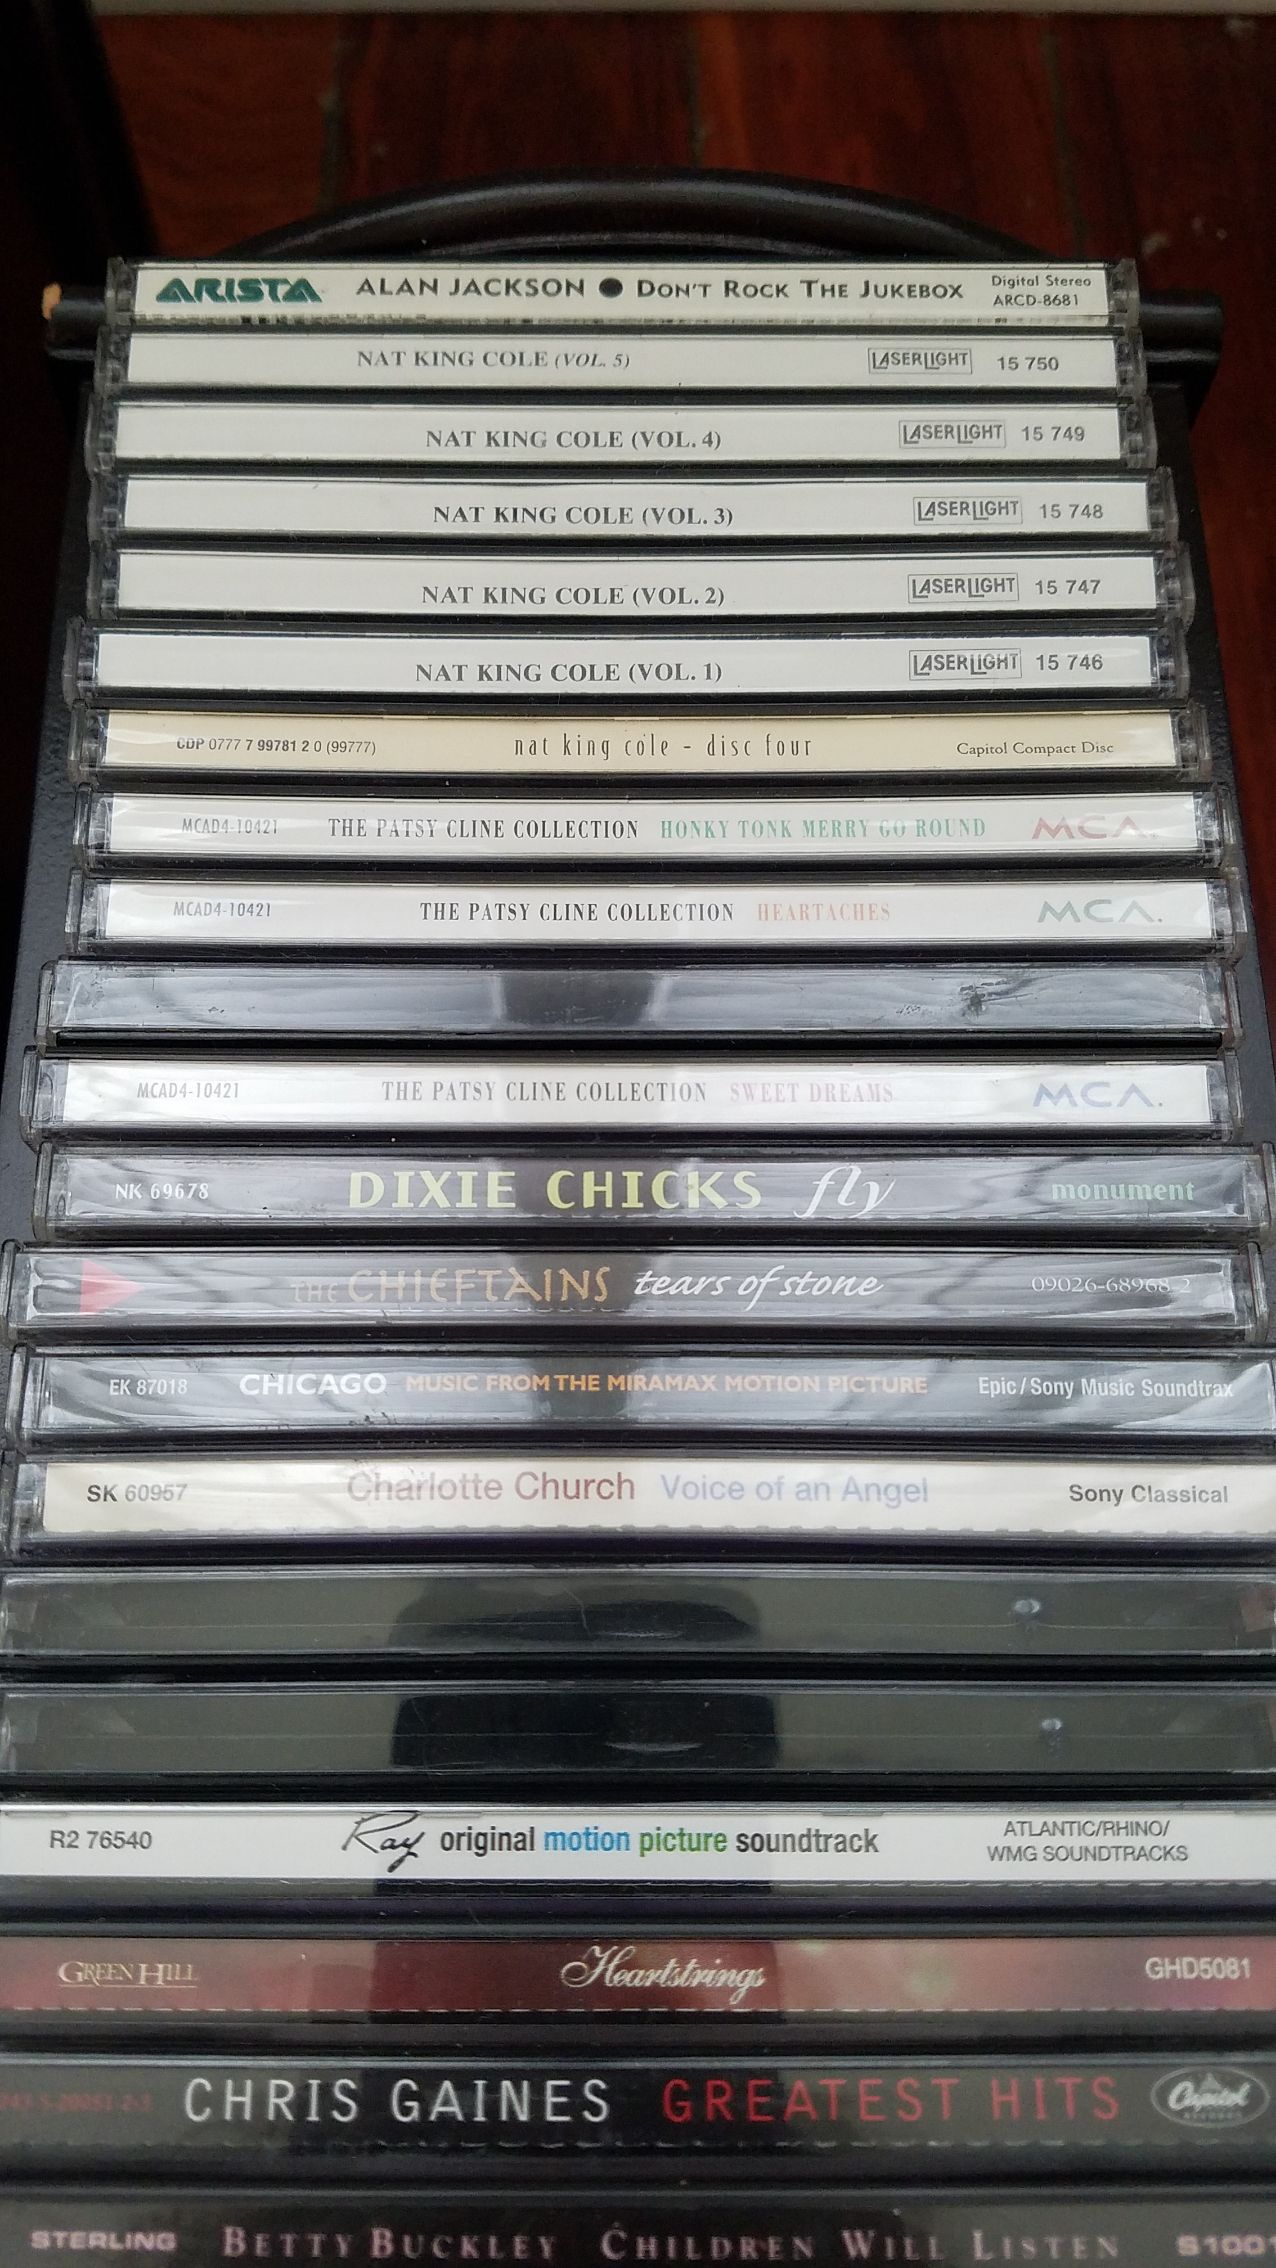 ARISTA ALAN JACKSON ● DON'T ROCK THE JUKEBOX Digital Stereo
ARCD-8681
NAT KING COLE (VOL. 5) LASERLIGHT 15 750
NAT KING COLE (VOL. 4) LASERLIGHT 15 749
NAT KING COLE (VOL. 3) LASERLIGHT 15 748
NAT KING COLE (VOL. 2) LASERLIGHT 15 747
NAT KING COLE (VOL. 1) LASERLIGHT 15 746
CDP 0777 7 99781 2 0 (99777) nat king cole - disc four Capitol Compact Disc
MCAD4-10421 THE PATSY CLINE COLLECTION HONKY TONK MERRY GO ROUND MCA.
MCAD4-10421 THE PATSY CLINE COLLECTION HEARTACHES MCA.
MCAD4-10421 THE PATSY CLINE COLLECTION SWEET DREAMS MCA.
NK 69678 DIXIE CHICKS fly monument
THE CHIEFTAINS tears of stone 09026-68968-2
EK 87018 CHICAGO MUSIC FROM THE MIRAMAX MOTION PICTURE Epic/Sony Music Soundtrax
SK 60957 Charlotte Church Voice of an Angel Sony Classical
R2 76540 Ray original motion picture soundtrack ATLANTIC/RHINO/
WMG SOUNDTRACKS
GREEN HILL Heartstrings GHD5081
CHRIS GAINES GREATEST HITS Capitol
RECORDS
STERLING BETTY BUCKLEY CHILDREN WILL LISTEN S1001